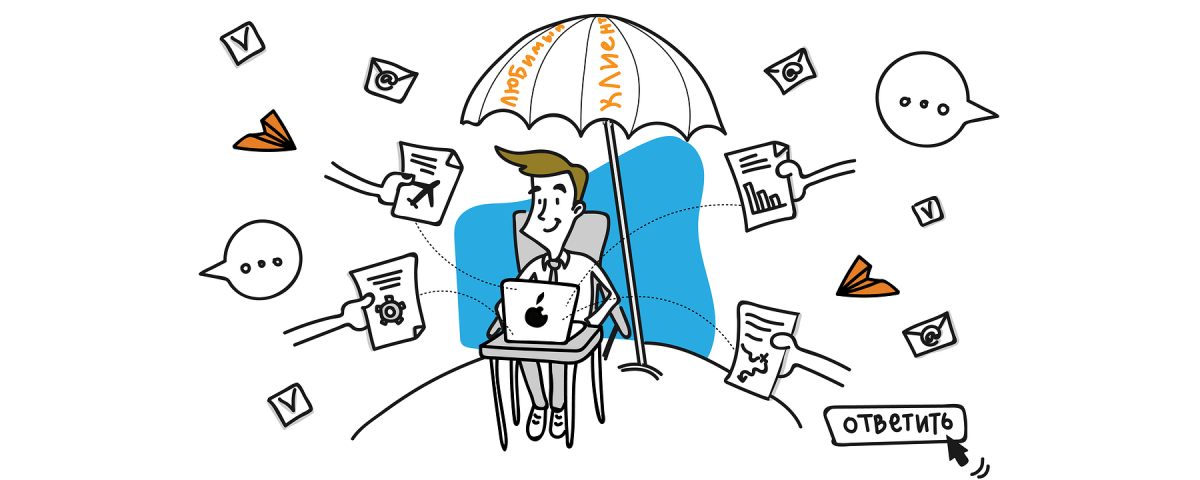 любимый
клиент
ответить